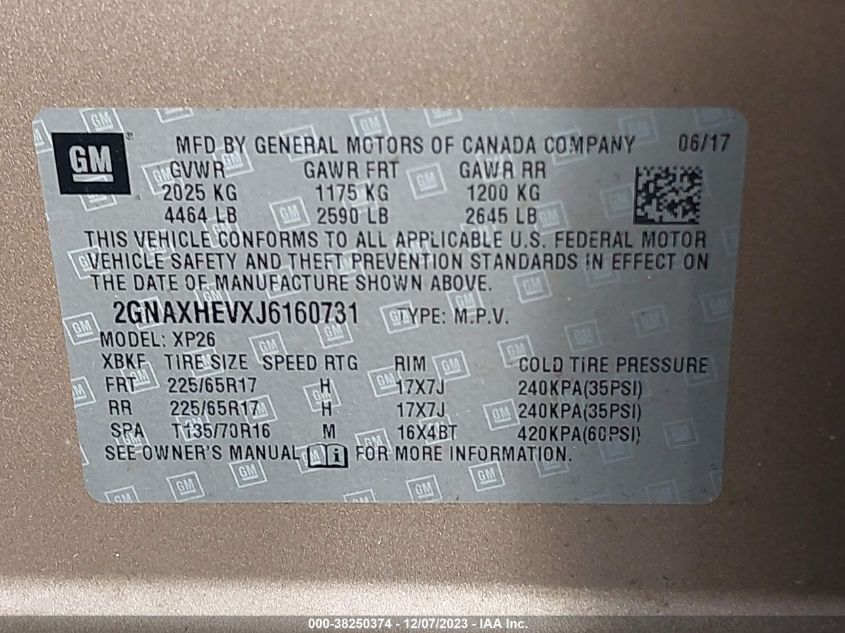 GM MFD BY GENERAL MOTORS OF CANADA COMPANY 06/17
GVWR GAWR FRT GAWR RR
2025 KG 1175 KG 1200 KG
4464 LB 2590 LB 2645 LB
THIS VEHICLE CONFORMS TO ALL APPLICABLE U.S. FEDERAL MOTOR
VEHICLE SAFETY AND THEFT PREVENTION STANDARDS IN EFFECT ON
THE DATE OF MANUFACTURE SHOWN ABOVE.
2GNAXHEVXJ6160731 TYPE: M.P.V.
MODEL: XP26
XBKF TIRE SIZE SPEED RTG RIM COLD TIRE PRESSURE
FRT 225/65R17 H 17X7J 240KPA(35PSI)
RR 225/65R17 H 17X7J 240KPA(35PSI)
SPA T135/70R16 M 16X4BT 420KPA(60PSI)
SEE OWNER'S MANUAL i FOR MORE INFORMATION.
000-38250374 - 12/07/2023 - IAA Inc.